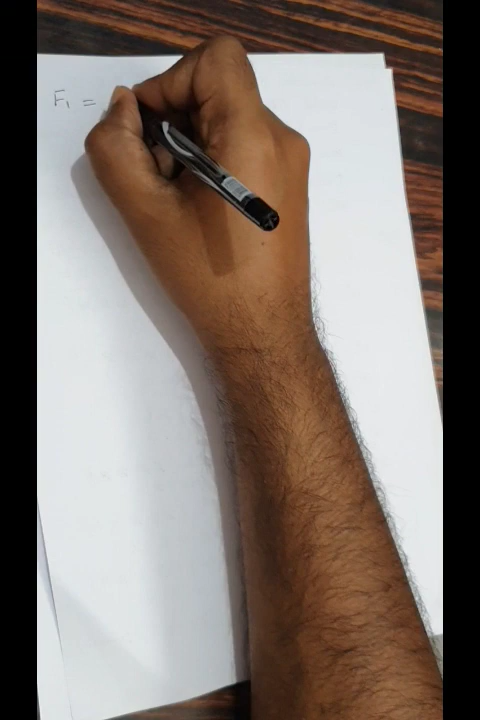 F₁ =